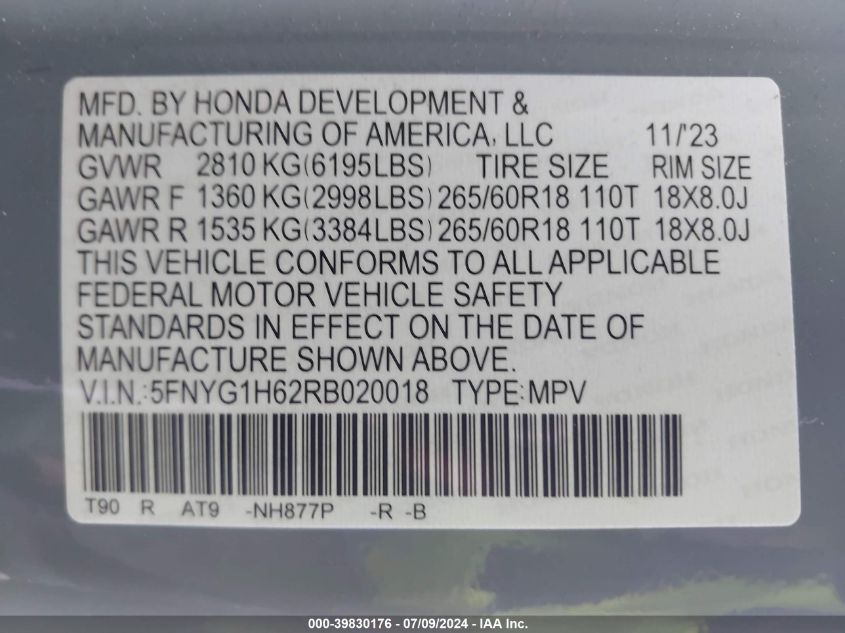 MFD. BY HONDA DEVELOPMENT &
MANUFACTURING OF AMERICA, LLC 11/'23
GVWR 2810 KG(6195LBS) TIRE SIZE RIM SIZE
GAWR F 1360 KG(2998LBS) 265/60R18 110T 18X8.0J
GAWR R 1535 KG(3384LBS) 265/60R18 110T 18X8.0J
THIS VEHICLE CONFORMS TO ALL APPLICABLE
FEDERAL MOTOR VEHICLE SAFETY
STANDARDS IN EFFECT ON THE DATE OF
MANUFACTURE SHOWN ABOVE.
V.I.N.:5FNYG1H62RB020018 TYPE:MPV
T90 R AT9 -NH877P -R -B
000-39830176 / 07/09/2024 - IAA Inc.